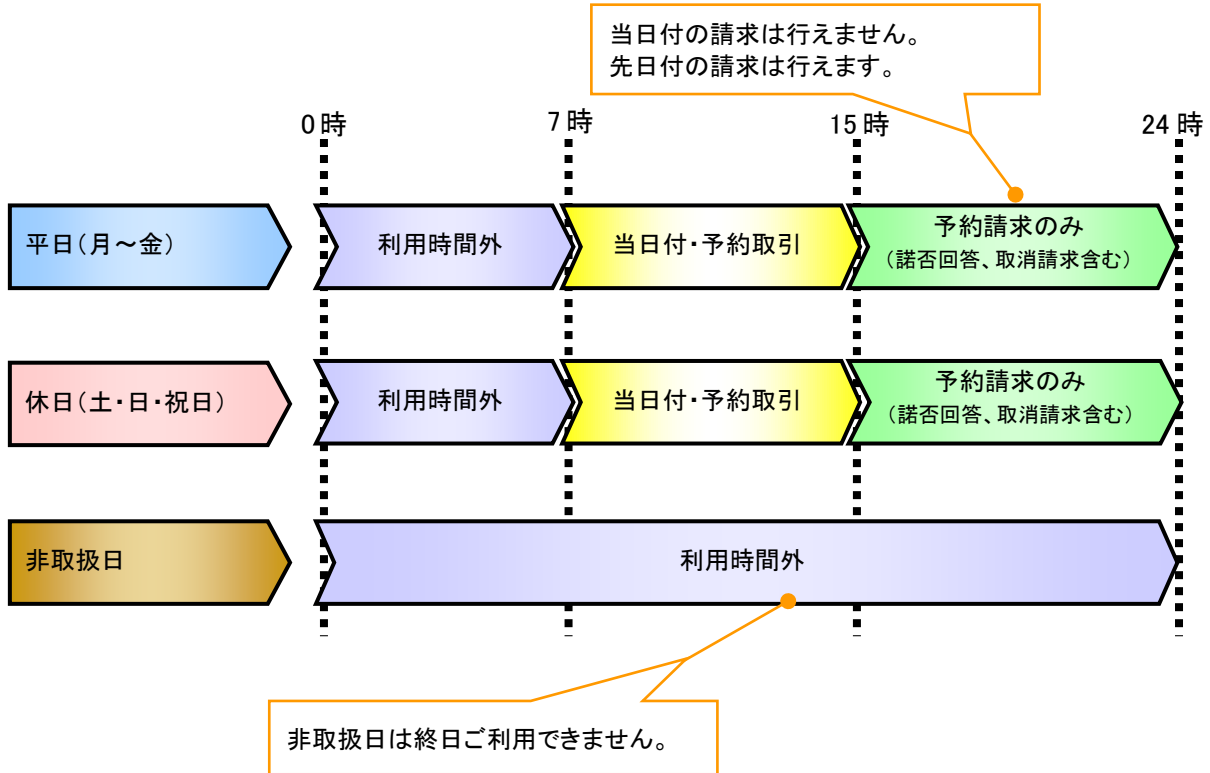 当日付の請求は行えません。
先日付の請求は行えます。
0時
7時
15時
24時
平日(月～金)
利用時間外
当日付・予約取引
予約請求のみ
(諾否回答、取消請求含む)
休日(土・日・祝日)
利用時間外
当日付・予約取引
予約請求のみ
(諾否回答、取消請求含む)
非取扱日
利用時間外
非取扱日は終日ご利用できません。